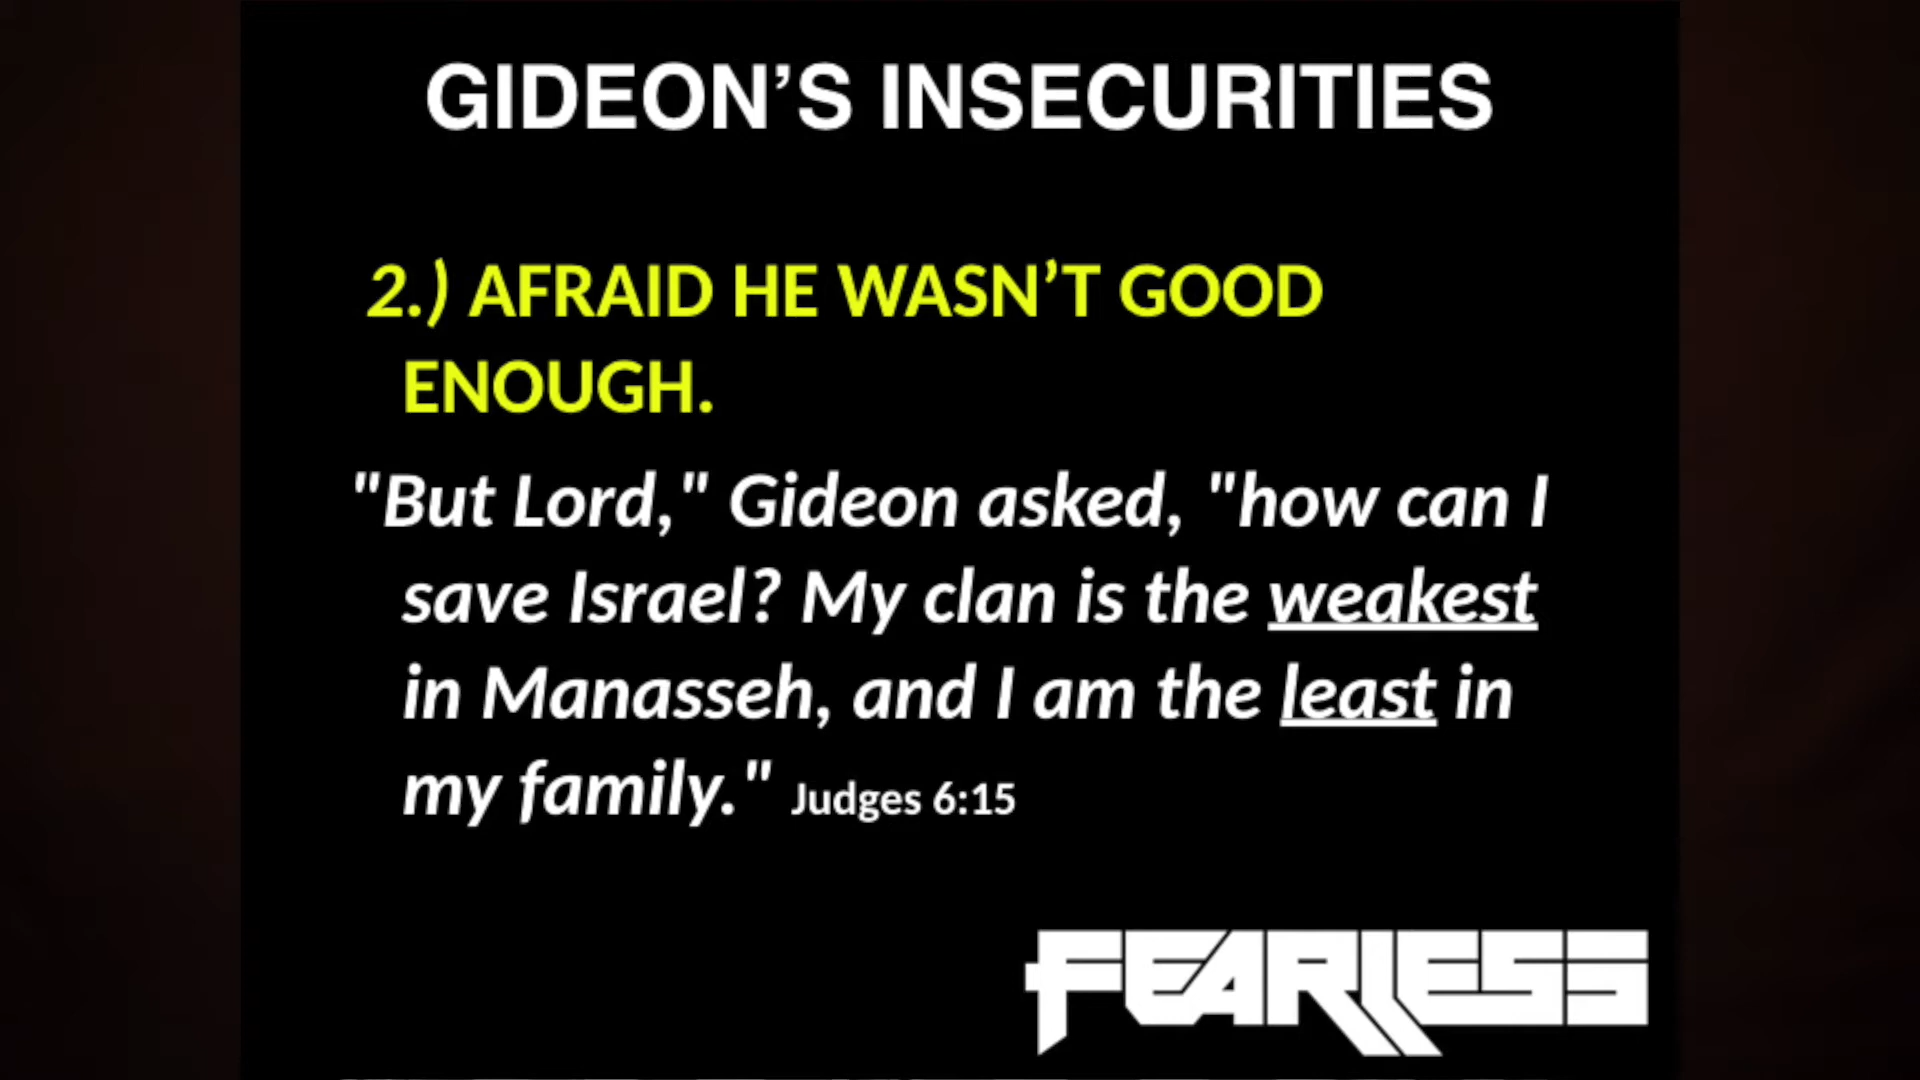 GIDEON’S INSECURITIES
2.) AFRAID HE WASN’T GOOD
ENOUGH.
"But Lord," Gideon asked, "how can I
save Israel? My clan is the weakest
in Manasseh, and I am the least in
my family." Judges 6:15
FEARLESS